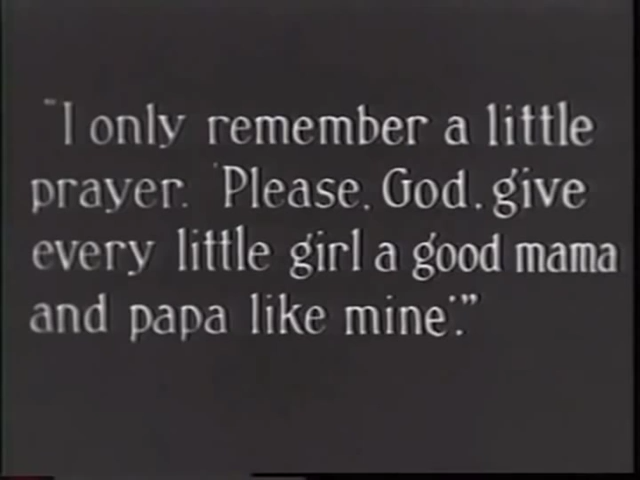 "I only remember a little
prayer. 'Please, God, give
every little girl a good mama
and papa like mine'."